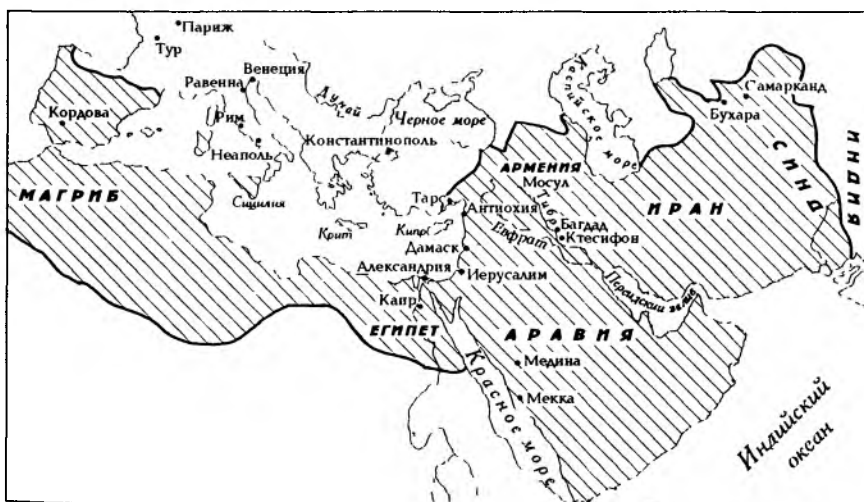 Париж
Тур
Венеция
Равенна
Дунай
Каспийское море
Самарканд
Бухара
Кордова
Рим
Черное море
Неаполь
Константинополь
АРМЕНИЯ
Мосул
СИНД
ИНДИЯ
МАГРИБ
Сицилия
Тарс
Антиохия
Тигр
ИРАН
Багдад
Ктесифон
Крит
Кипр
Евфрат
Дамаск
Александрия
Иерусалим
Персидский залив
Каир
ЕГИПЕТ
АРАВИЯ
Медина
Мекка
Красное море
Индийский
океан